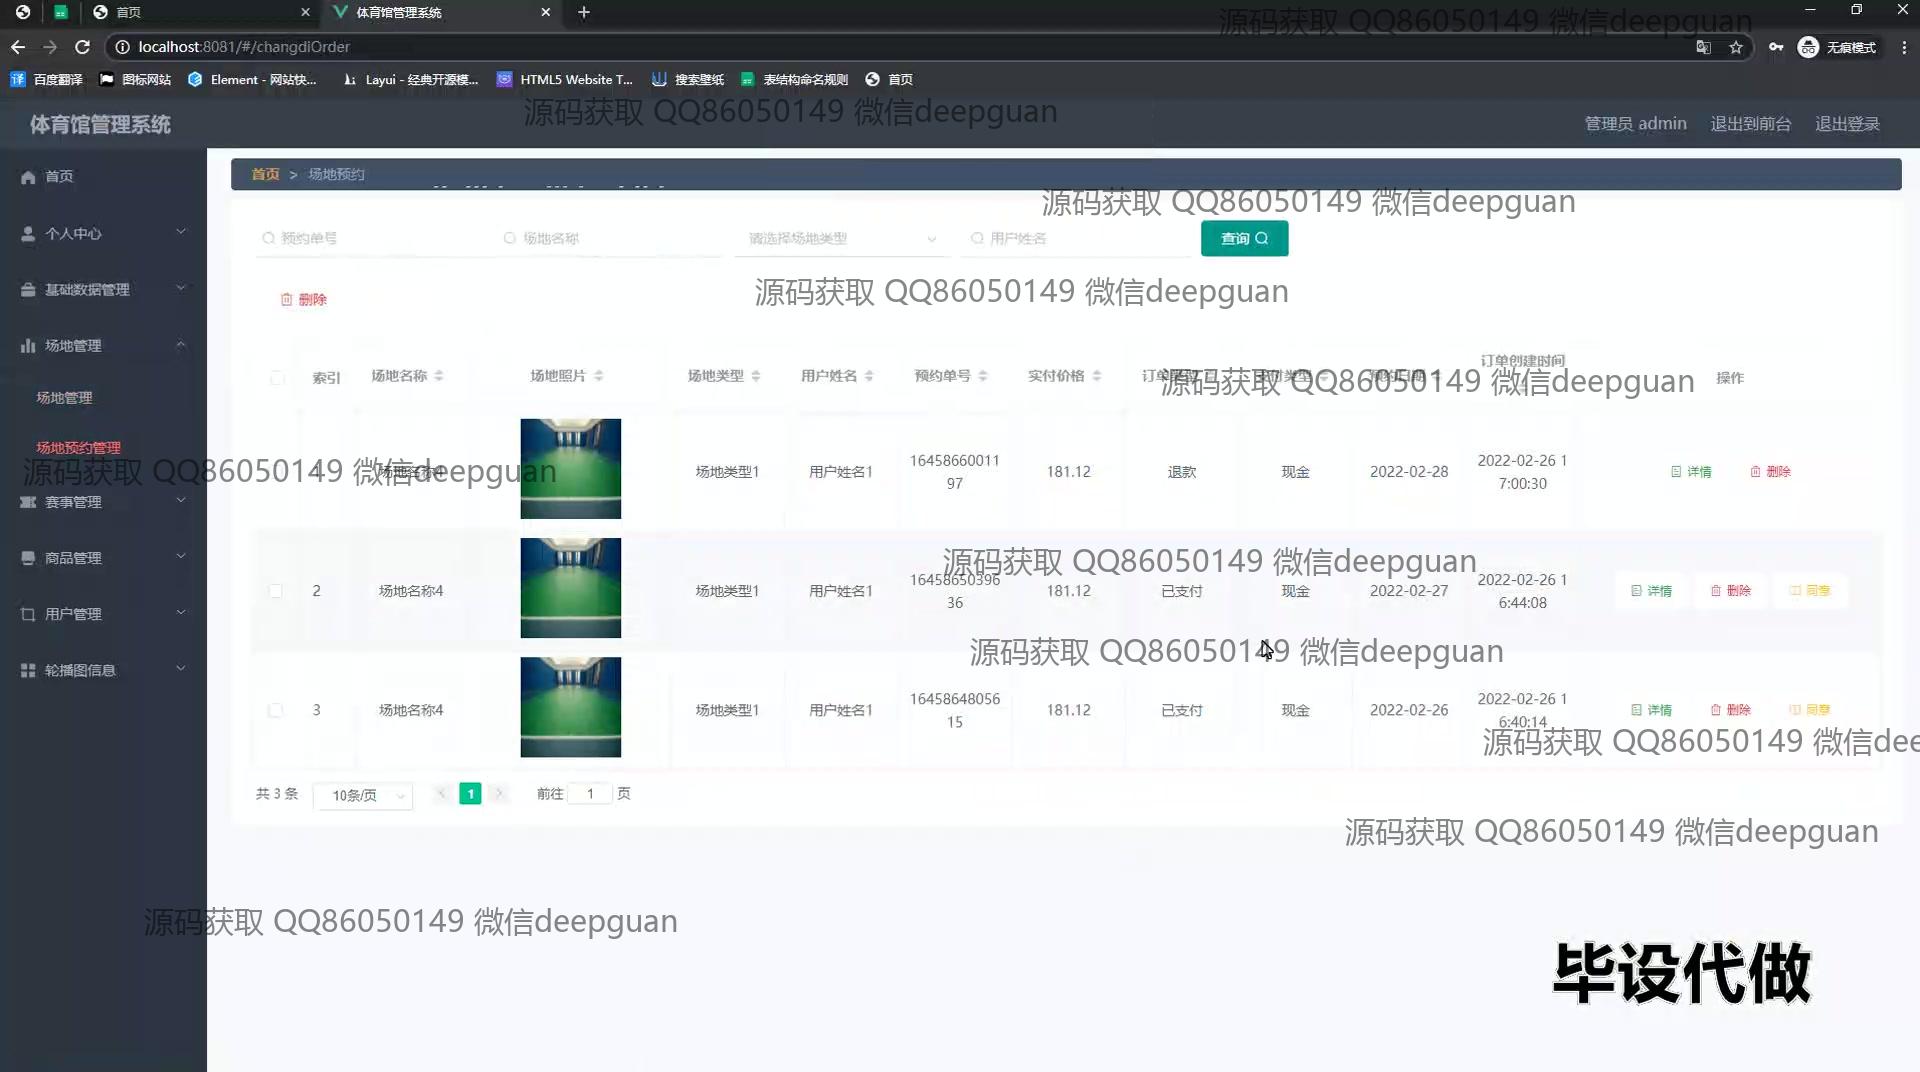 首页
体育馆管理系统
localhost:8081/#/changdiOrder
无痕模式
百度翻译
图标网站
Element - 网站快...
Layui - 经典开源模...
HTML5 Website T...
搜索壁纸
表结构命名规则
首页
源码获取 QQ86050149 微信deepguan
源码获取 QQ86050149 微信deepguan
体育馆管理系统
管理员 admin
退出到前台
退出登录
首页
个人中心
基础数据管理
场地管理
场地管理
场地预约管理
赛事管理
商品管理
用户管理
轮播图信息
首页 > 场地预约
源码获取 QQ86050149 微信deepguan
预约单号
场地名称
请选择场地类型
用户姓名
查询
源码获取 QQ86050149 微信deepguan
删除
索引 场地名称 场地照片 场地类型 用户姓名 预约单号 实付价格 订单创建时间 操作
源码获取 QQ86050149 微信deepguan
源码获取 QQ86050149 微信deepguan
场地类型1 用户姓名1 16458660011
97 181.12 退款 现金 2022-02-28 2022-02-26 1
7:00:30 详情 删除
源码获取 QQ86050149 微信deepguan
2 场地名称4 场地类型1 用户姓名1 16458650396
36 181.12 已支付 现金 2022-02-27 2022-02-26 1
6:44:08 详情 删除 同意
源码获取 QQ86050149 微信deepguan
3 场地名称4 场地类型1 用户姓名1 16458648056
15 181.12 已支付 现金 2022-02-26 2022-02-26 1
6:40:14 详情 删除 同意
源码获取 QQ86050149 微信dee
共 3 条 10条/页 1 前往 1 页
源码获取 QQ86050149 微信deepguan
源码获取 QQ86050149 微信deepguan
毕设代做